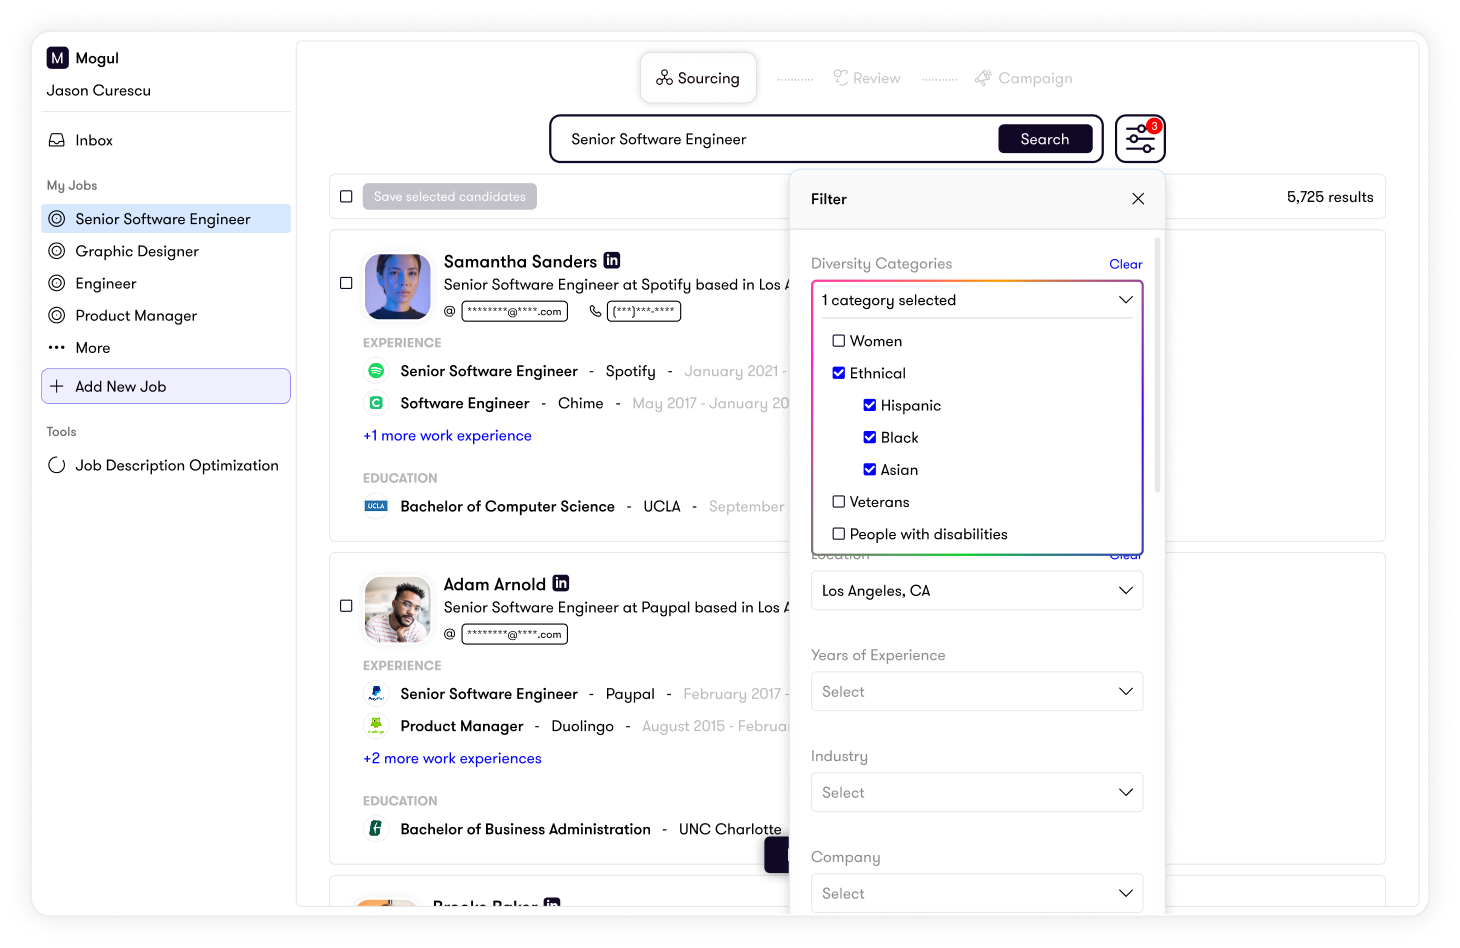 M Mogul
Jason Curescu
Inbox
My Jobs
Senior Software Engineer
Graphic Designer
Engineer
Product Manager
More
Add New Job
Tools
Job Description Optimization
Sourcing
Review
Campaign
Senior Software Engineer
Search
3
Save selected candidates
5,725 results
Samantha Sanders in
Senior Software Engineer at Spotify based in Los
@ ********@****.com (***)***-****
EXPERIENCE
Senior Software Engineer - Spotify - January 2021 -
Software Engineer - Chime - May 2017 - January 20
+1 more work experience
EDUCATION
UCLA Bachelor of Computer Science - UCLA - September
Adam Arnold in
Senior Software Engineer at Paypal based in Los
@ ********@****.com
EXPERIENCE
PayPal Senior Software Engineer - Paypal - February 2017 -
duolingo Product Manager - Duolingo - August 2015 - Februa
+2 more work experiences
EDUCATION
Bachelor of Business Administration - UNC Charlotte
Brooke Baker in
Filter
Diversity Categories Clear
1 category selected
Women
Ethnical
Hispanic
Black
Asian
Veterans
People with disabilities
Location Clear
Los Angeles, CA
Years of Experience
Select
Industry
Select
Company
Select